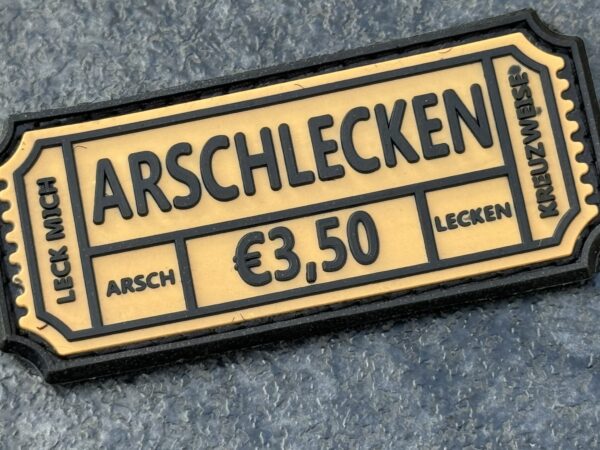 LECK MICH
ARSCHLECKEN
ARSCH
€3,50
LECKEN
KREUZWEISE